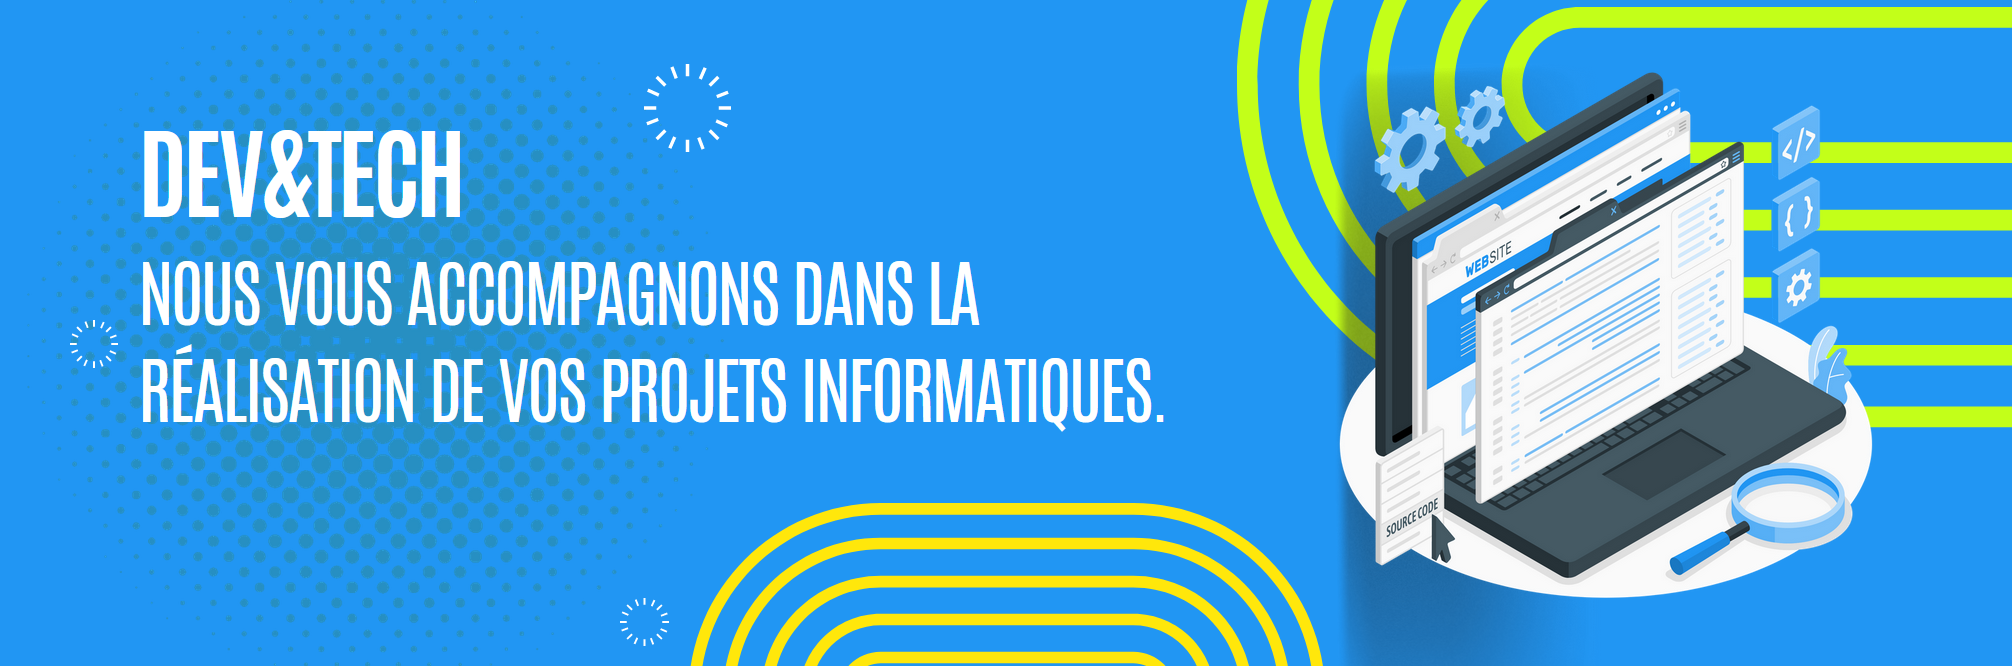 DEV&TECH
NOUS VOUS ACCOMPAGNONS DANS LA
RÉALISATION DE VOS PROJETS INFORMATIQUES.
WEBSITE
SOURCE CODE